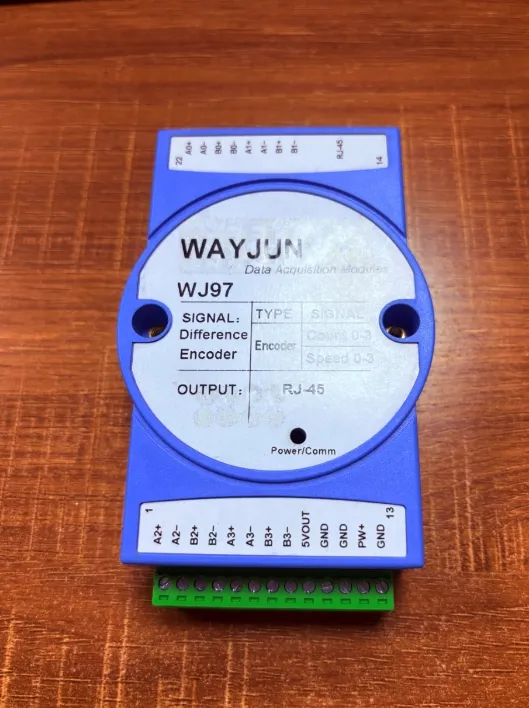 22 A0+ A0- B0+ B0- A1+ A1- B1+ B1- RJ-45 14
WAYJUN
Data Acquisition Modules
WJ97
SIGNAL: TYPE SIGNAL
Difference Encoder Count 0-3
Encoder Speed 0-3
OUTPUT: RJ-45
Power/Comm
1 A2+ A2- B2+ B2- A3+ A3- B3+ B3- 5VOUT GND GND PW+ GND 13